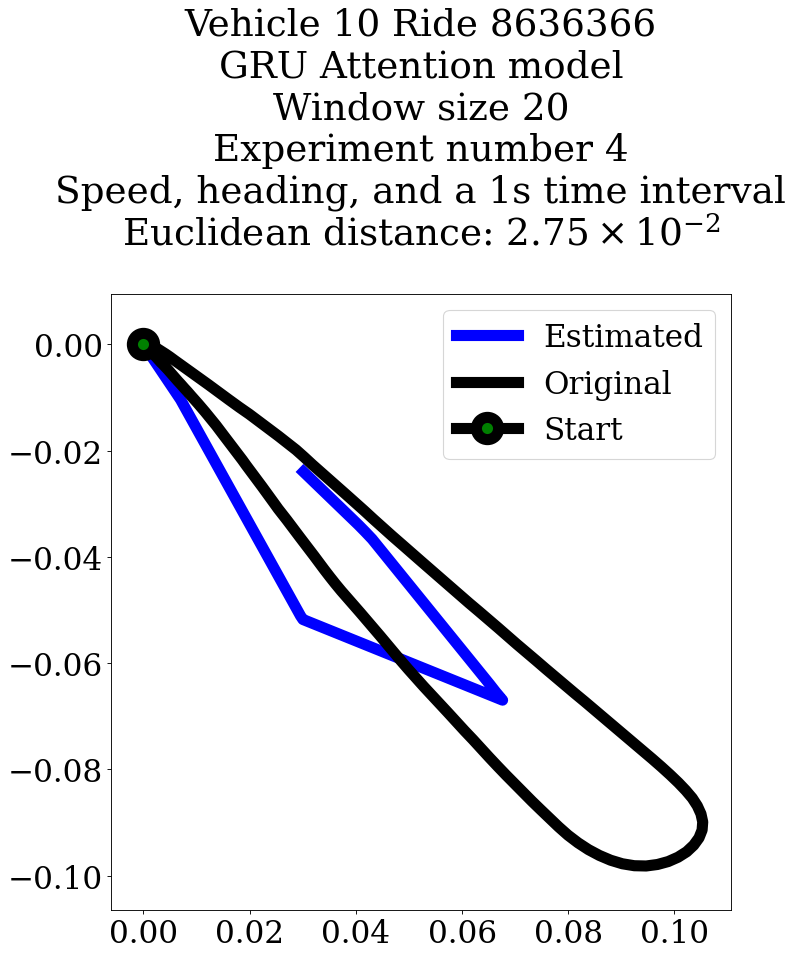 Vehicle 10 Ride 8636366
GRU Attention model
Window size 20
Experiment number 4
Speed, heading, and a 1s time interval
Euclidean distance: 2.75 × 10⁻²
Estimated
Original
Start
0.00
−0.02
−0.04
−0.06
−0.08
−0.10
0.00 0.02 0.04 0.06 0.08 0.10